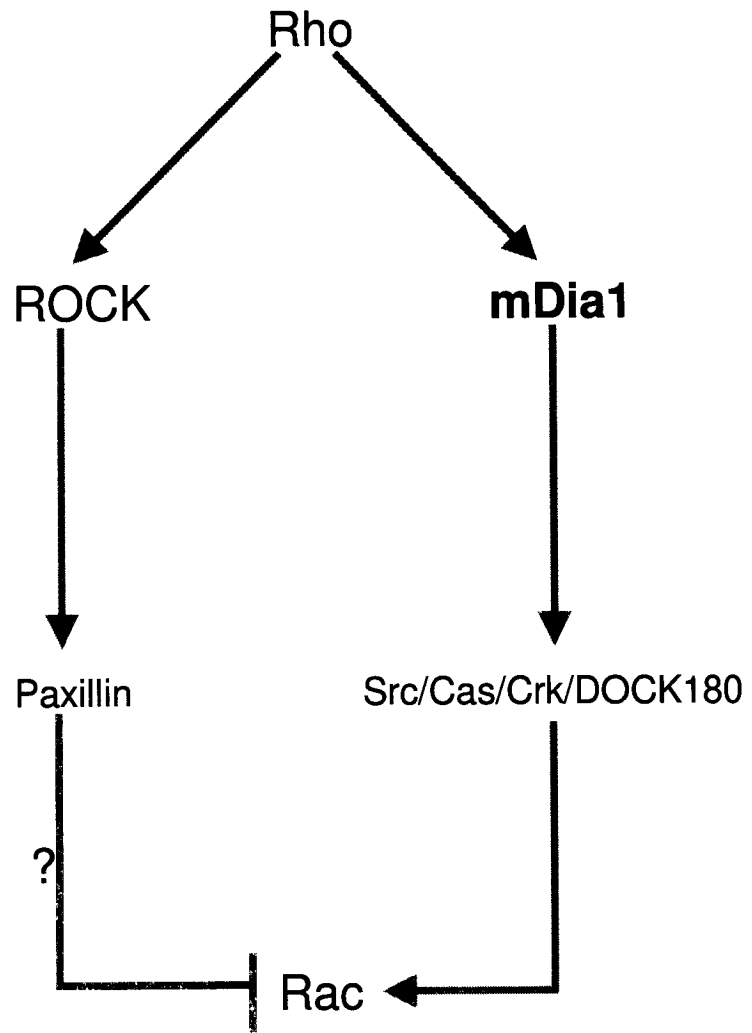 Rho
ROCK
mDia1
Paxillin
Src/Cas/Crk/DOCK180
?
Rac